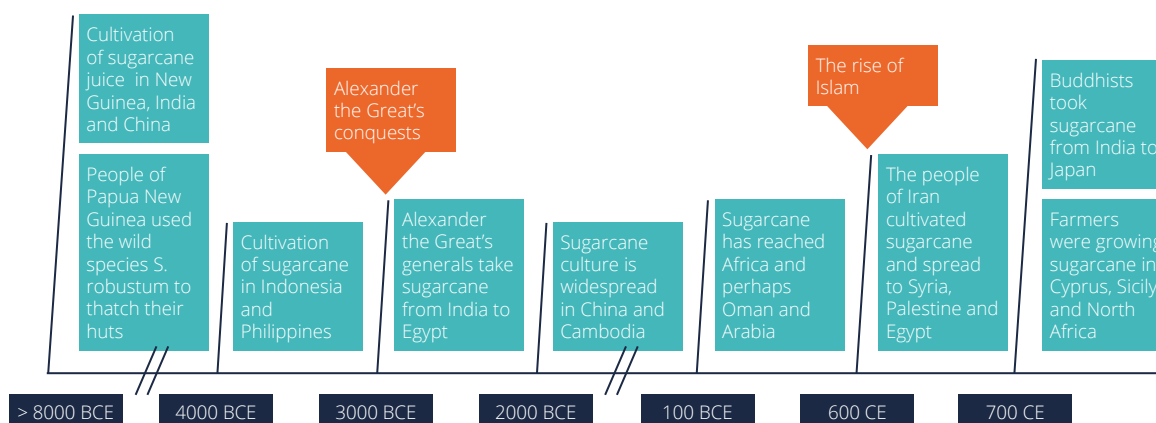 Cultivation
of sugarcane
juice in New
Guinea, India
and China
People of
Papua New
Guinea used
the wild
species S.
robustum to
thatch their
huts
Cultivation
of sugarcane
in Indonesia
and
Philippines
Alexander
the Great's
conquests
Alexander
the Great's
generals take
sugarcane
from India to
Egypt
Sugarcane
culture is
widespread
in China and
Cambodia
Sugarcane
has reached
Africa and
perhaps
Oman and
Arabia
The rise of
Islam
The people
of Iran
cultivated
sugarcane
and spread
to Syria,
Palestine and
Egypt
Buddhists
took
sugarcane
from India to
Japan
Farmers
were growing
sugarcane in
Cyprus, Sicily
and North
Africa
> 8000 BCE
4000 BCE
3000 BCE
2000 BCE
100 BCE
600 CE
700 CE